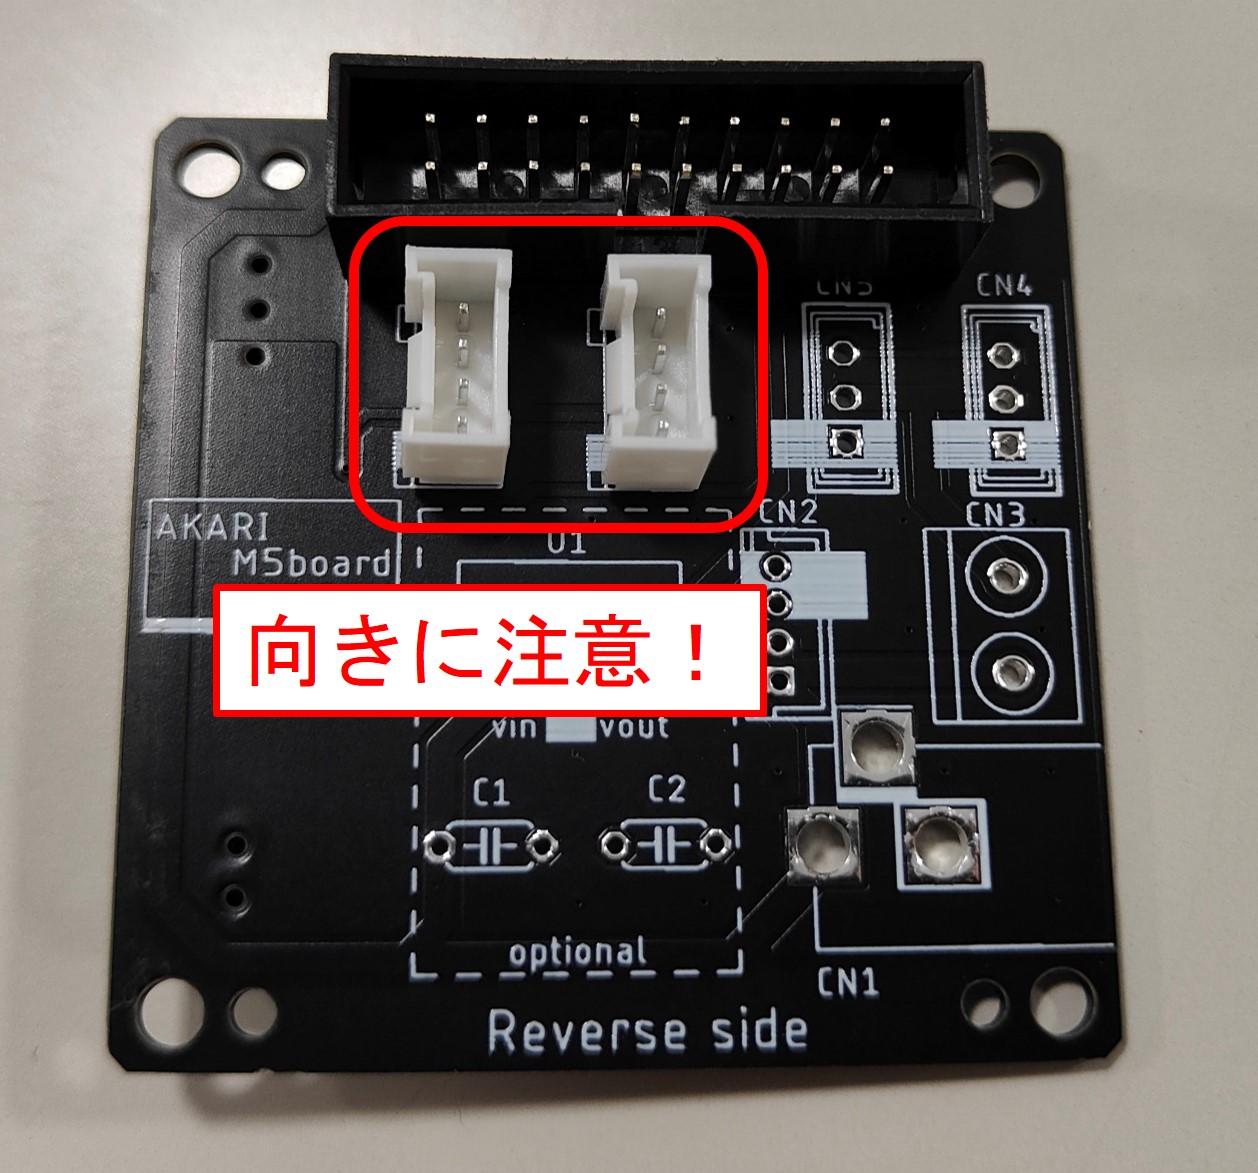 CN5
CN4
AKARI
M5board
CN2
CN3
U1
向きに注意！
vin
vout
C1
C2
optional
CN1
Reverse side